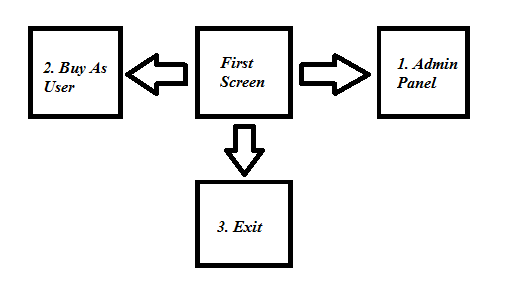 2. Buy As
User
First
Screen
1. Admin
Panel
3. Exit